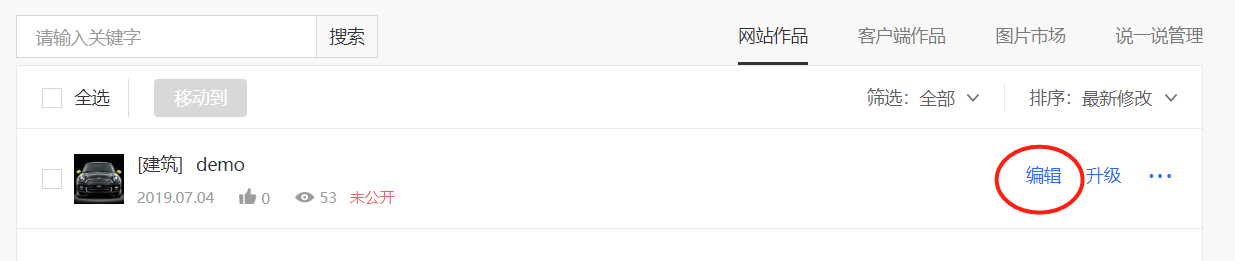 请输入关键字 搜索 网站作品 客户端作品 图片市场 说一说管理
全选 移动到 筛选: 全部 排序: 最新修改
[建筑] demo 编辑 升级 ···
2019.07.04 0 53 未公开